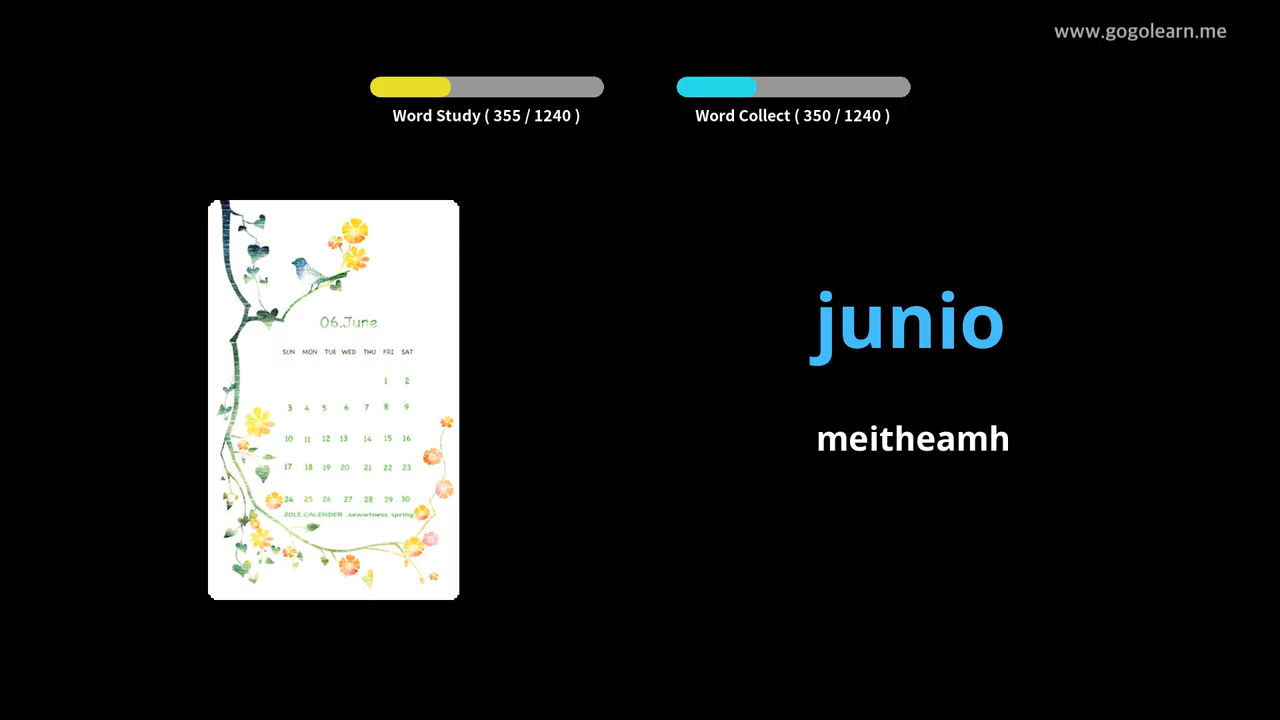 www.gogolearn.me
Word Study ( 355 / 1240 )
Word Collect ( 350 / 1240 )
06.June
SUN MON TUE WED THU FRI SAT
1 2
3 4 5 6 7 8 9
10 11 12 13 14 15 16
17 18 19 20 21 22 23
24 25 26 27 28 29 30
2012.CALENDER .sewwtness spring
junio
meitheamh